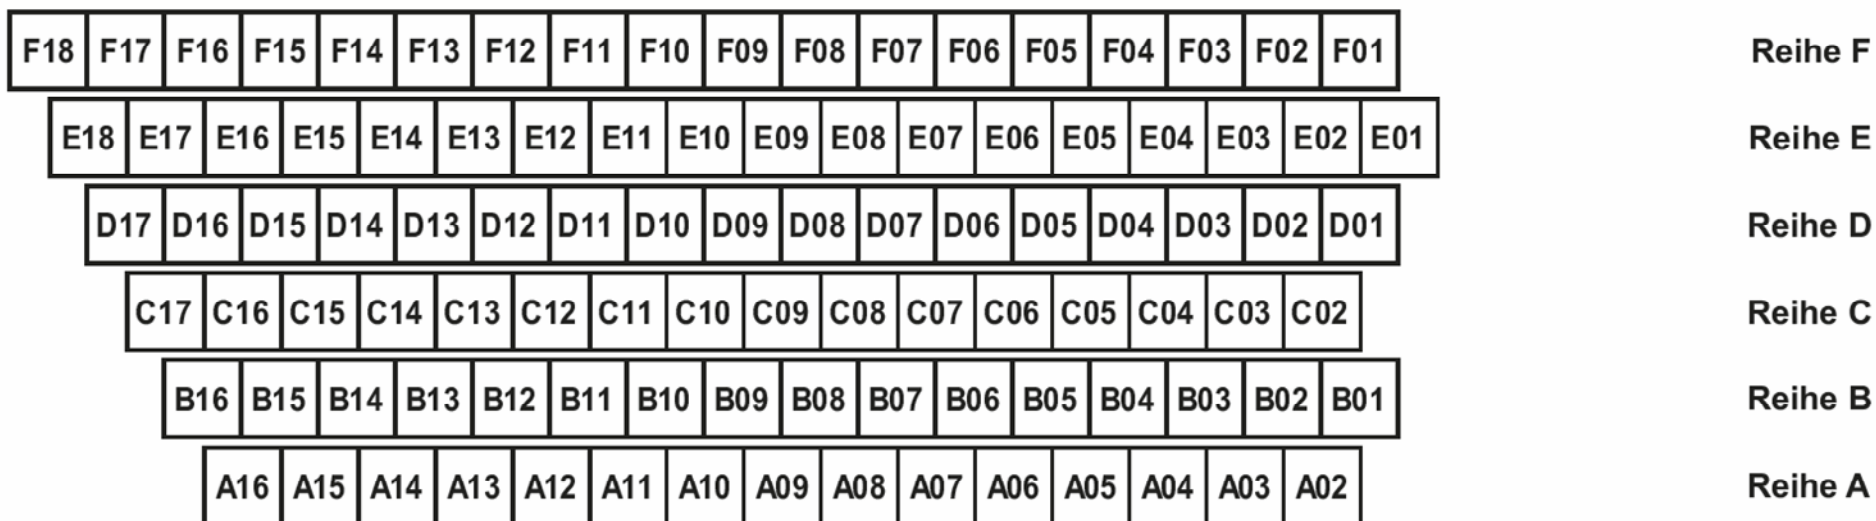 F18 F17 F16 F15 F14 F13 F12 F11 F10 F09 F08 F07 F06 F05 F04 F03 F02 F01 Reihe F
E18 E17 E16 E15 E14 E13 E12 E11 E10 E09 E08 E07 E06 E05 E04 E03 E02 E01 Reihe E
D17 D16 D15 D14 D13 D12 D11 D10 D09 D08 D07 D06 D05 D04 D03 D02 D01 Reihe D
C17 C16 C15 C14 C13 C12 C11 C10 C09 C08 C07 C06 C05 C04 C03 C02 Reihe C
B16 B15 B14 B13 B12 B11 B10 B09 B08 B07 B06 B05 B04 B03 B02 B01 Reihe B
A16 A15 A14 A13 A12 A11 A10 A09 A08 A07 A06 A05 A04 A03 A02 Reihe A